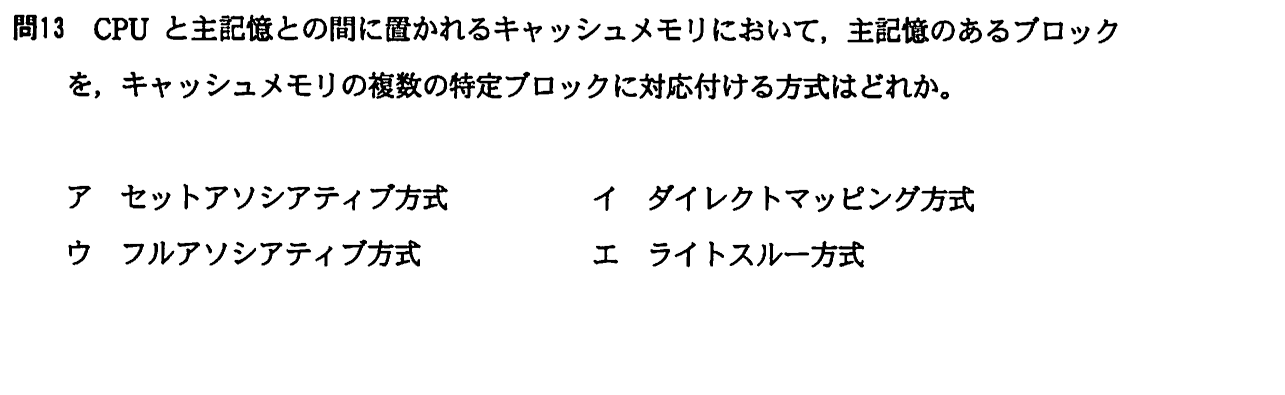 問13 CPU と主記憶との間に置かれるキャッシュメモリにおいて，主記憶のあるブロック
を，キャッシュメモリの複数の特定ブロックに対応付ける方式はどれか。
ア セットアソシアティブ方式 イ ダイレクトマッピング方式
ウ フルアソシアティブ方式 エ ライトスルー方式